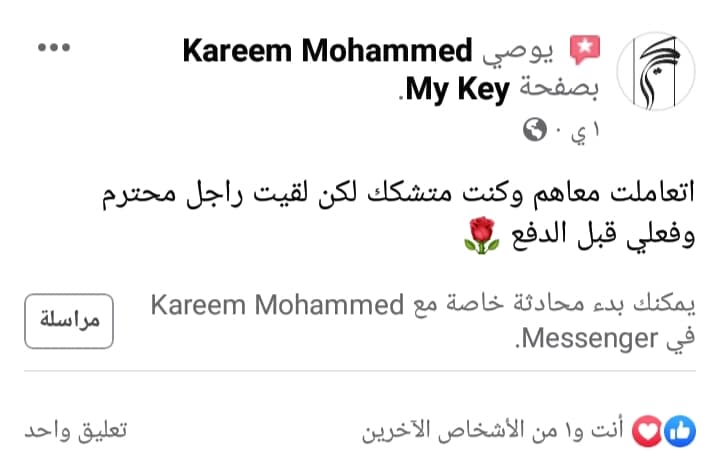 Kareem Mohammed يوصي
بصفحة My Key.
١ ي ·
اتعاملت معاهم وكنت متشكك لكن لقيت راجل محترم
وفعلي قبل الدفع 🌹
يمكنك بدء محادثة خاصة مع Kareem Mohammed
في Messenger.
مراسلة
أنت و١ من الأشخاص الآخرين
تعليق واحد